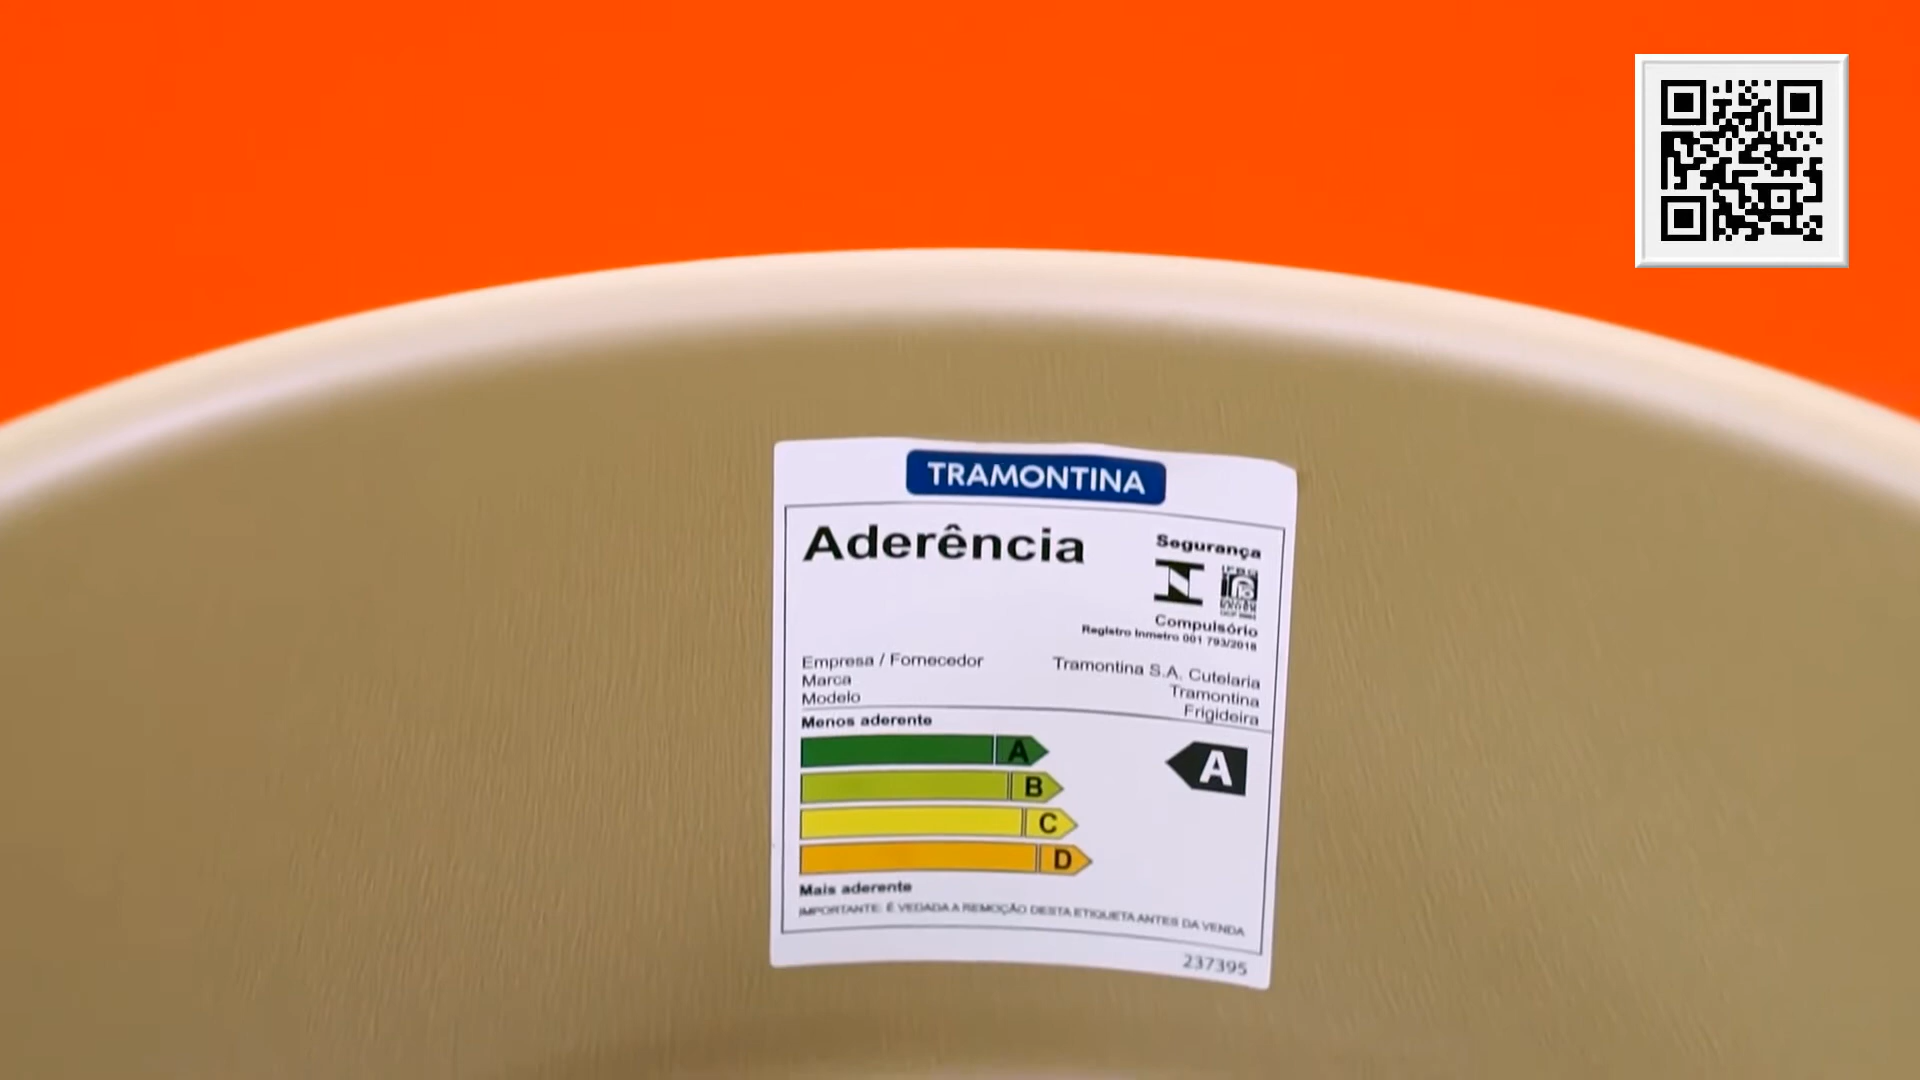 TRAMONTINA
Aderência
Segurança
Compulsório
Registro Inmetro 001 793/2018
Empresa / Fornecedor Tramontina S.A. Cutelaria
Marca Tramontina
Modelo Frigideira
Menos aderente
A
A
B
C
D
Mais aderente
IMPORTANTE: É VEDADA A REMOÇÃO DESTA ETIQUETA ANTES DA VENDA
237395